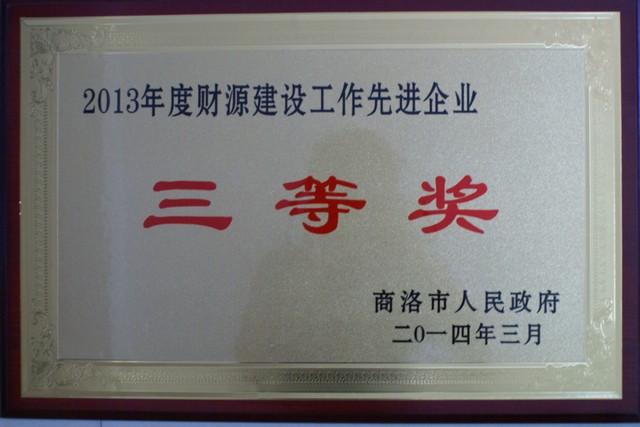 2013年度财源建设工作先进企业
三等奖
商洛市人民政府
二〇一四年三月